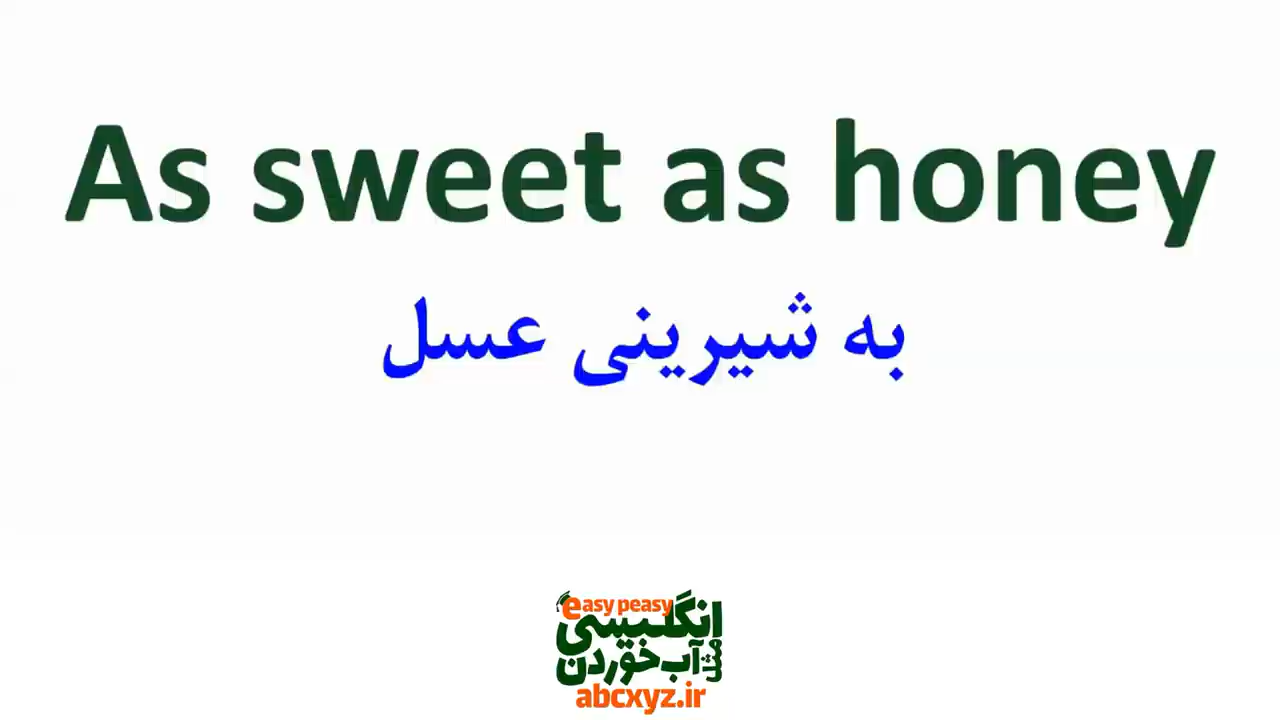 As sweet as honey
به شیرینی عسل
easy peasy
انگلیسی
مثل آب خوردن
abcxyz.ir